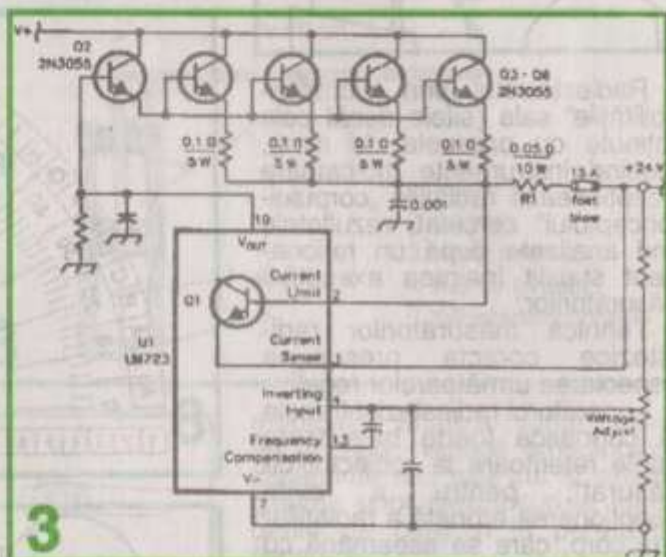 V+
Q2
2N3055
Q3 - Q6
2N3055
0.1 Ω
5 W
0.1 Ω
5 W
0.1 Ω
5 W
0.1 Ω
5 W
0.05 Ω
10 W
R1
15 A
fast
blow
+24 v
0.001
10
VOUT
Current
Limit
2
Q1
U1
LM723
Current
Sense
Inverting
Input
4
Frequency
Compensation
13
V-
7
Voltage
Adj.
3